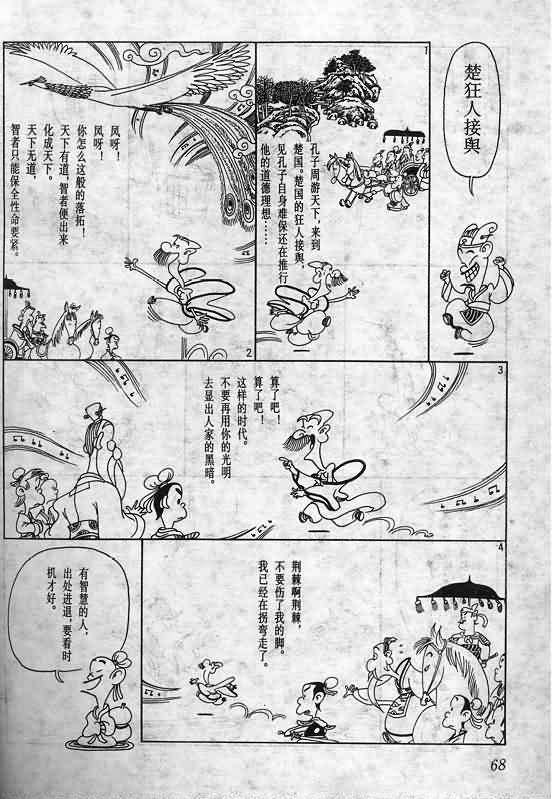 楚狂人接舆
1
孔子周游天下，来到
楚国。楚国的狂人接舆，
见孔子自身难保还在推行
他的道德理想……
2
凤呀！
凤呀！
你怎么这般的落拓！
天下有道，智者便出来
化成天下。
天下无道，
智者只能保全性命要紧。
3
算了吧！
算了吧！
这样的时代。
不要再用你的光明
去显出人家的黑暗。
4
荆棘啊荆棘，
不要伤了我的脚。
我已经在拐弯走了。
有智慧的人，
出处进退，要看时
机才好。
68